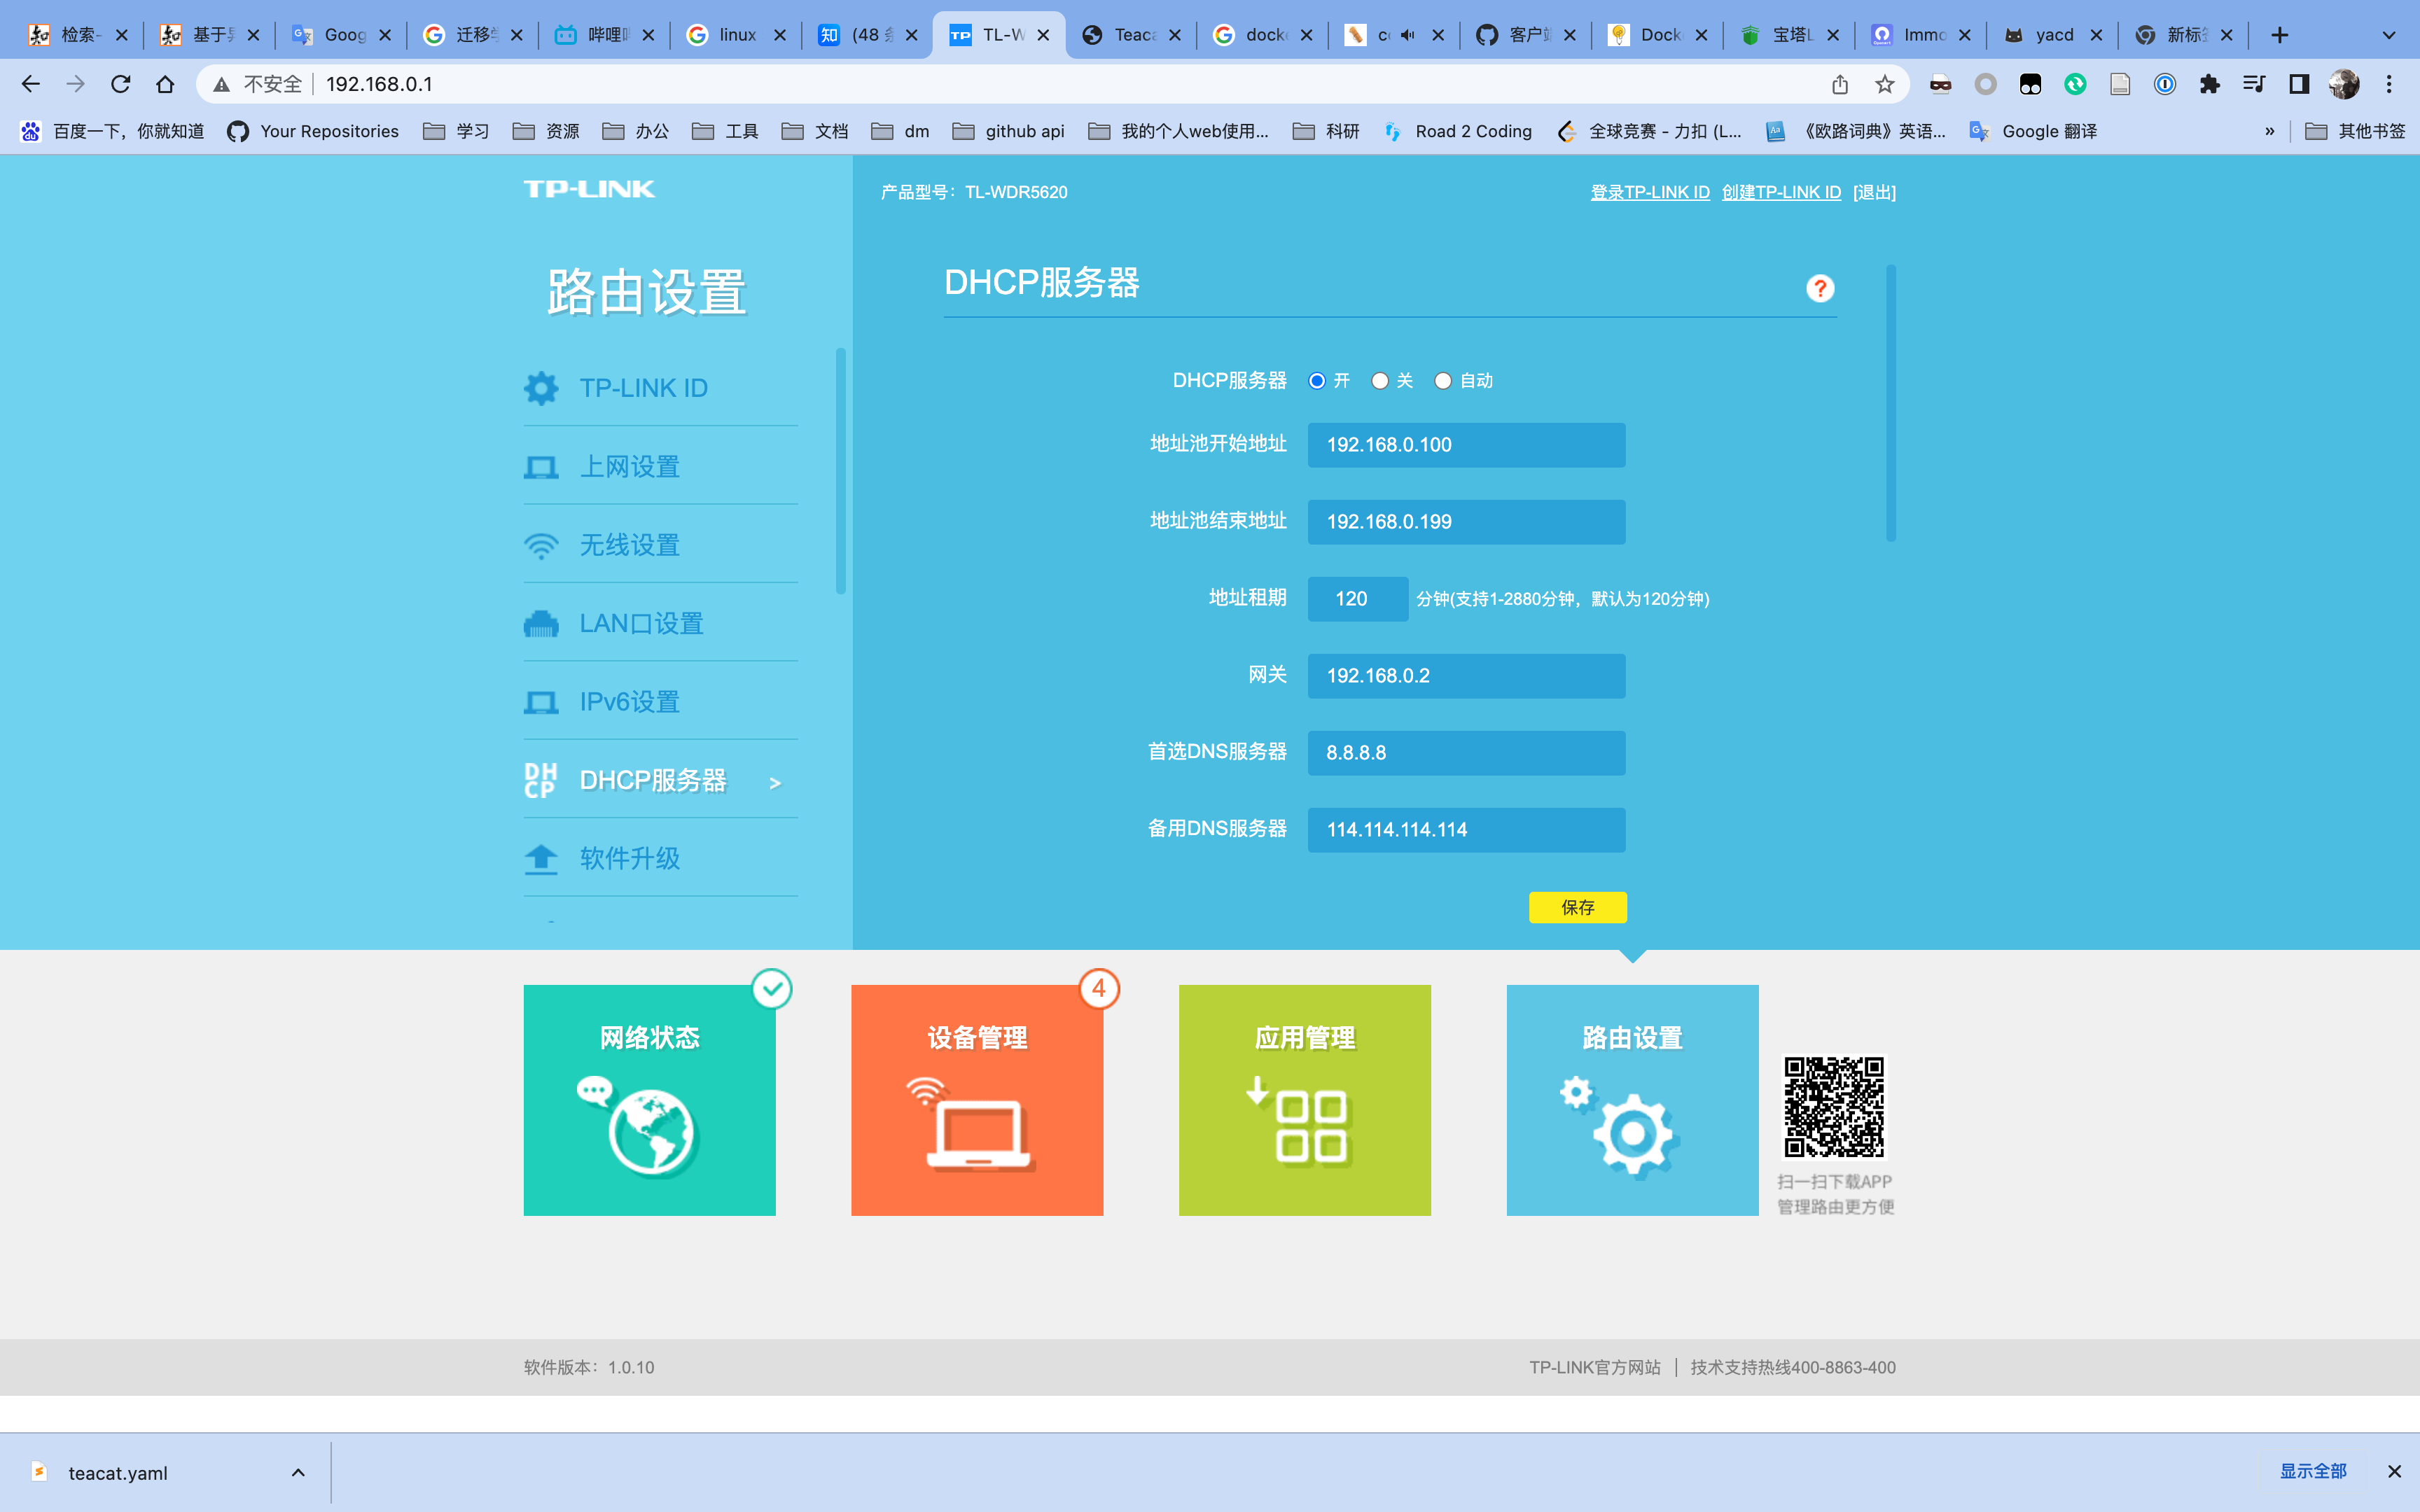 检索-
基于
Goog
迁移
哔哩
linux
(48
TL-W
Teaca
dock
c
客户
Dock
宝塔L
Immo
yacd
新标
不安全
192.168.0.1
百度一下，你就知道
Your Repositories
学习
资源
办公
工具
文档
dm
github api
我的个人web使用...
科研
Road 2 Coding
全球竞赛 - 力扣 (L...
《欧路词典》英语...
Google 翻译
»
其他书签
TP-LINK
产品型号：TL-WDR5620
登录TP-LINK ID 创建TP-LINK ID [退出]
路由设置
TP-LINK ID
上网设置
无线设置
LAN口设置
IPv6设置
DHCP服务器 >
软件升级
DHCP服务器
?
DHCP服务器 开 关 自动
地址池开始地址 192.168.0.100
地址池结束地址 192.168.0.199
地址租期 120 分钟(支持1-2880分钟，默认为120分钟)
网关 192.168.0.2
首选DNS服务器 8.8.8.8
备用DNS服务器 114.114.114.114
保存
网络状态
设备管理
4
应用管理
路由设置
扫一扫下载APP
管理路由更方便
软件版本：1.0.10
TP-LINK官方网站 | 技术支持热线400-8863-400
teacat.yaml
显示全部